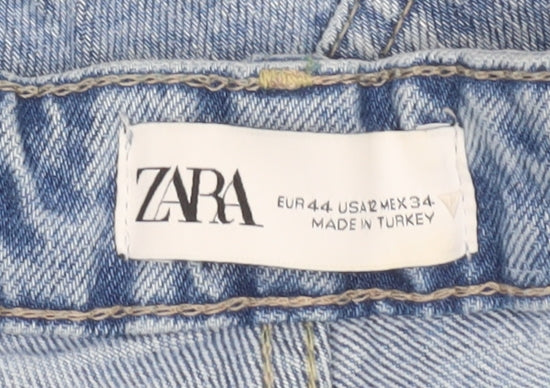 ZARA
EUR 44 USA 12 MEX 34
MADE IN TURKEY